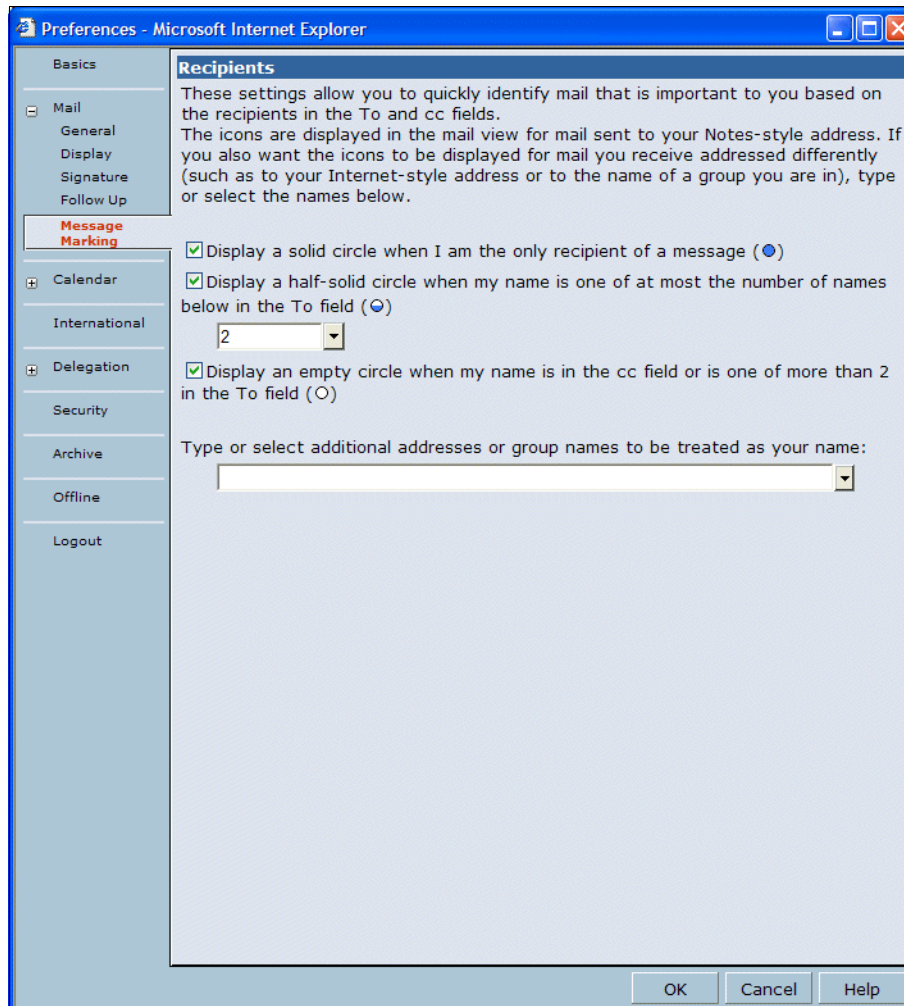 Preferences - Microsoft Internet Explorer
Basics
Mail
General
Display
Signature
Follow Up
Message
Marking
Calendar
International
Delegation
Security
Archive
Offline
Logout
Recipients
These settings allow you to quickly identify mail that is important to you based on
the recipients in the To and cc fields.
The icons are displayed in the mail view for mail sent to your Notes-style address. If
you also want the icons to be displayed for mail you receive addressed differently
(such as to your Internet-style address or to the name of a group you are in), type
or select the names below.
Display a solid circle when I am the only recipient of a message ( )
Display a half-solid circle when my name is one of at most the number of names
below in the To field ( )
2
Display an empty circle when my name is in the cc field or is one of more than 2
in the To field ( )
Type or select additional addresses or group names to be treated as your name:
OK
Cancel
Help